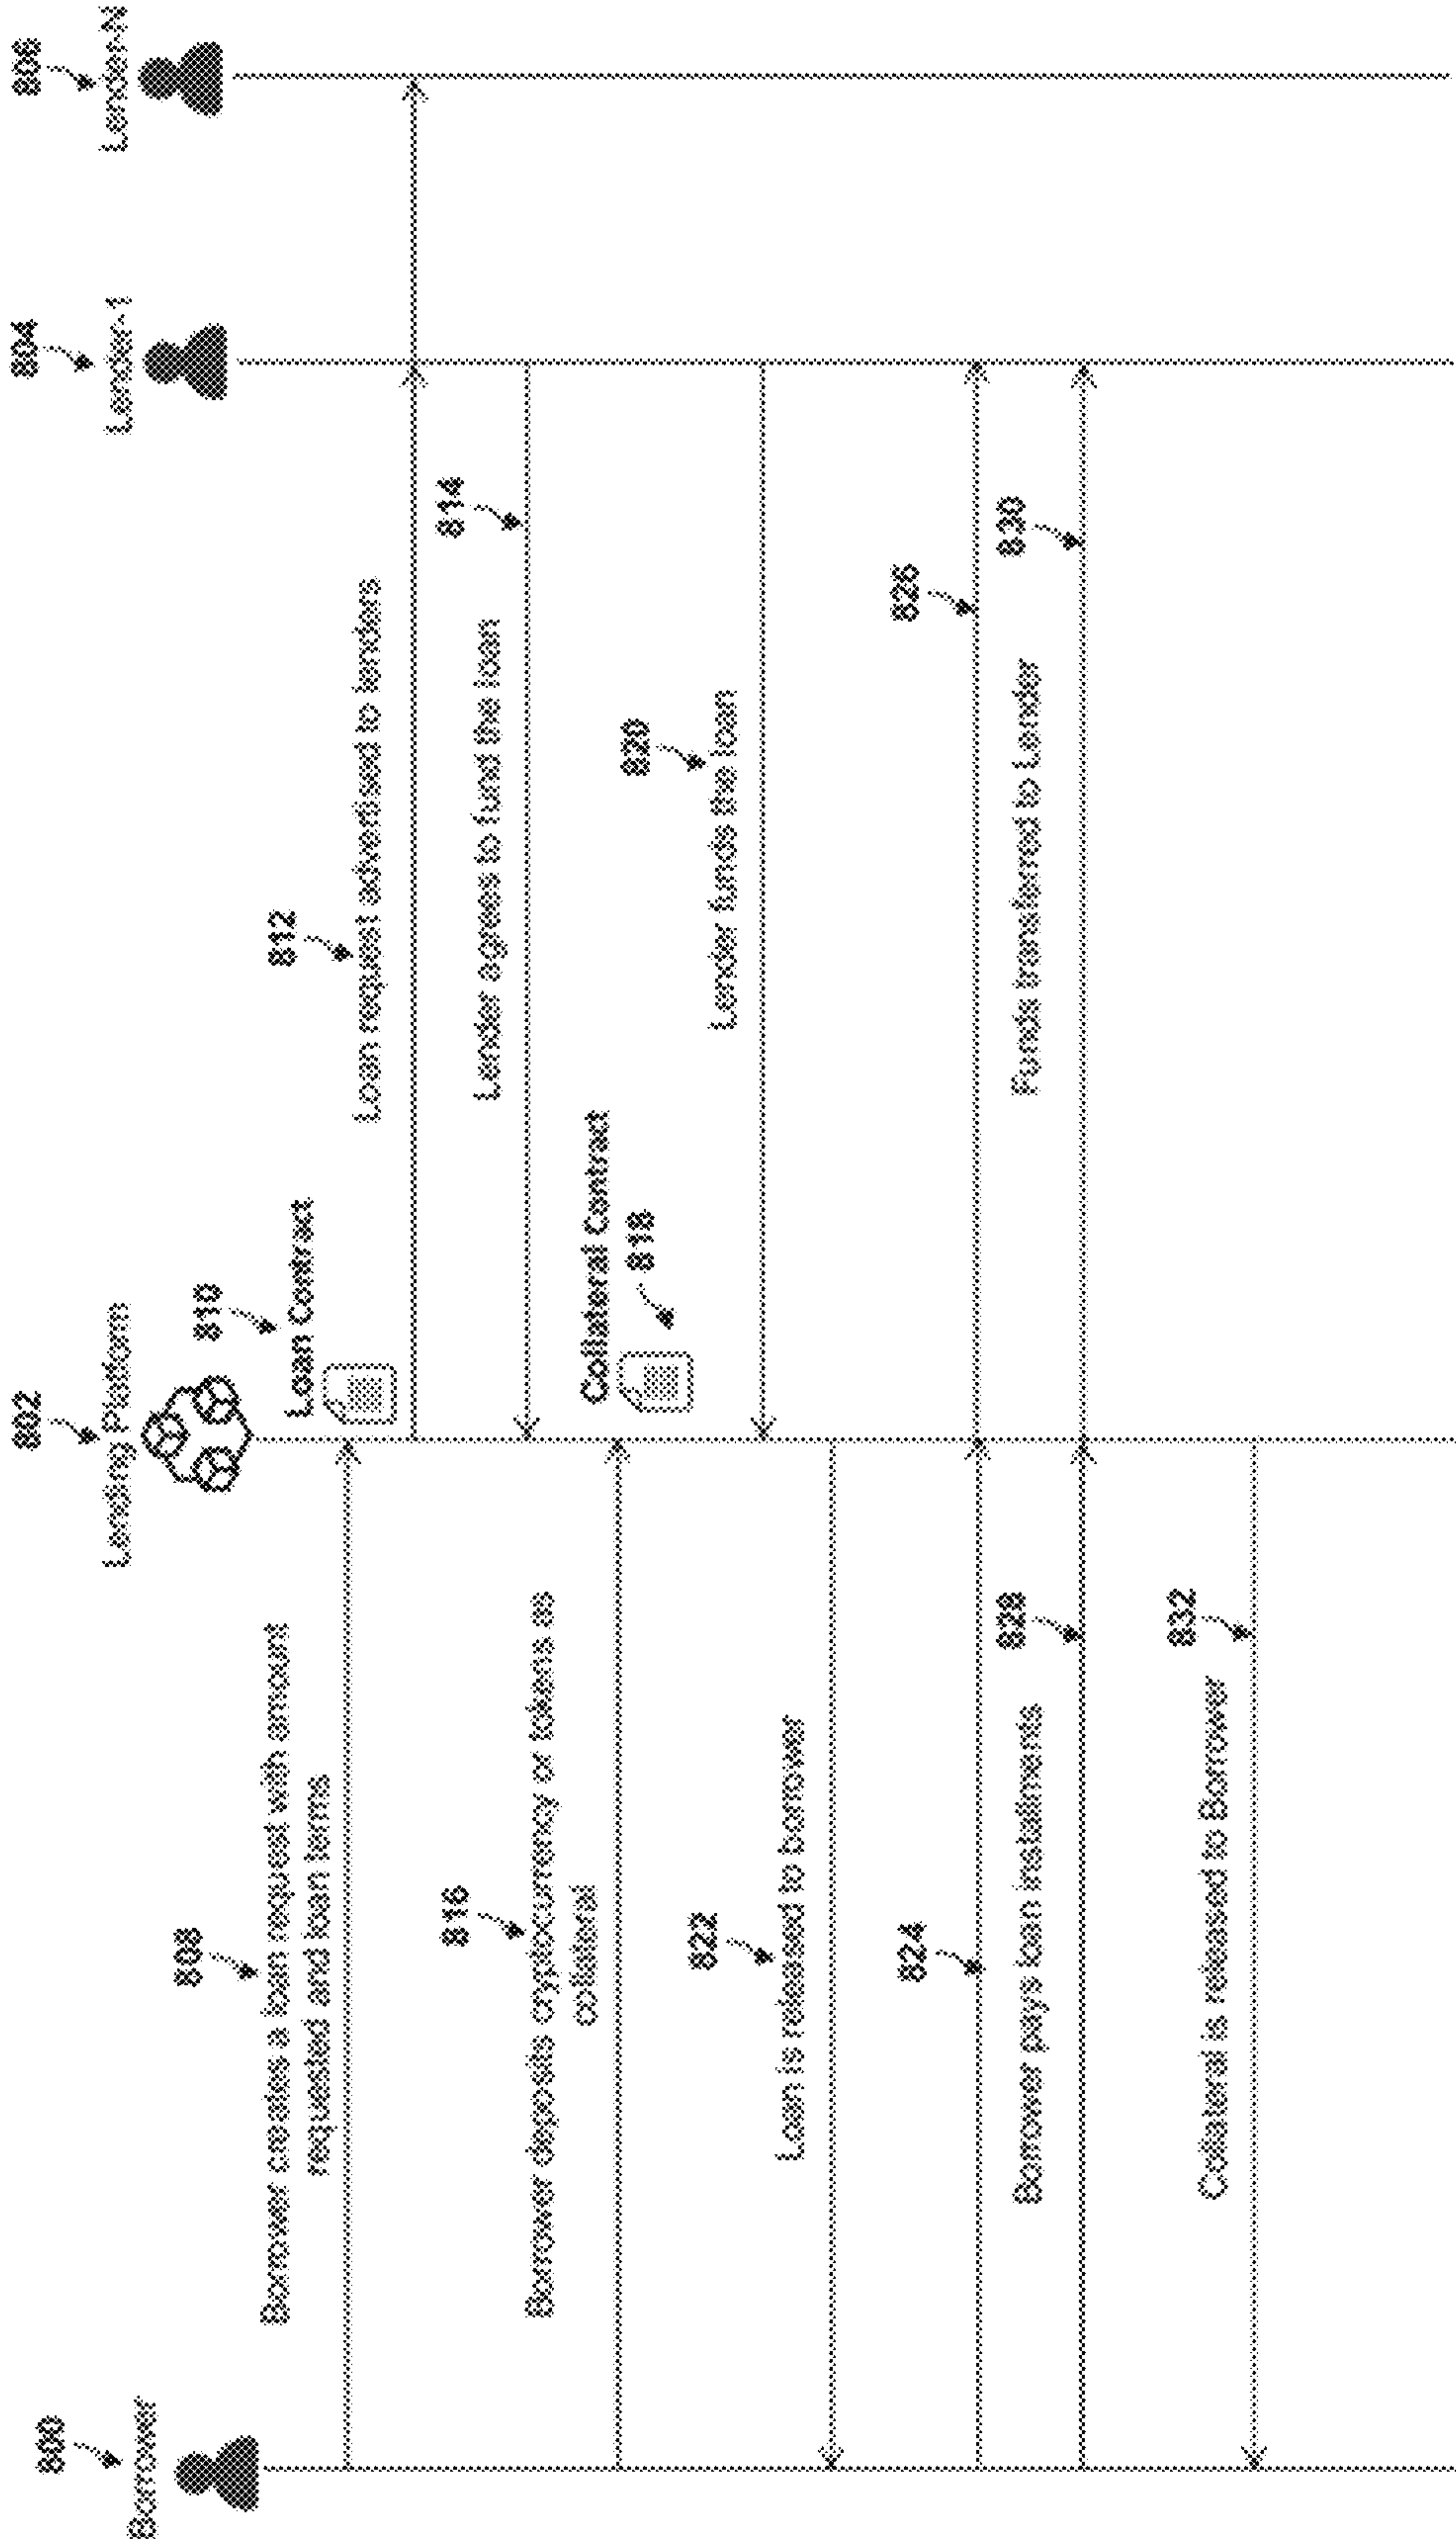 800
Borrower
802
Lending Platform
804
Lender-1
806
Lender-N
808
Borrower creates a loan request with amount
requested and loan terms
810
Loan Contract
812
Loan request advertised to lenders
814
Lender agrees to fund the loan
816
Borrower deposits cryptocurrency or tokens as
collateral
Collateral Contract
818
820
Lender funds the loan
822
Loan is released to borrower
824
826
Borrower pays loan installments
828
Funds transferred to Lender
830
832
Collateral is released to Borrower